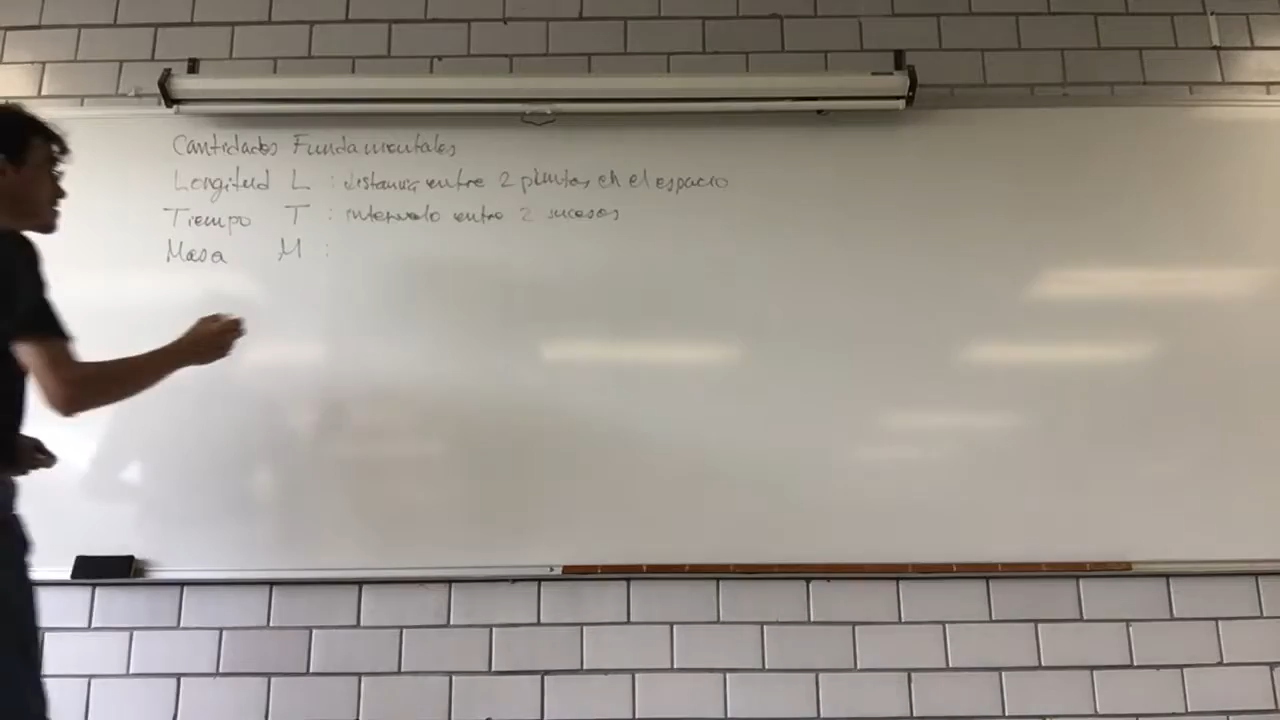 Cantidades Fundamentales
Longitud L : distancia entre 2 puntos en el espacio
Tiempo T : intervalo entre 2 sucesos
Masa M :